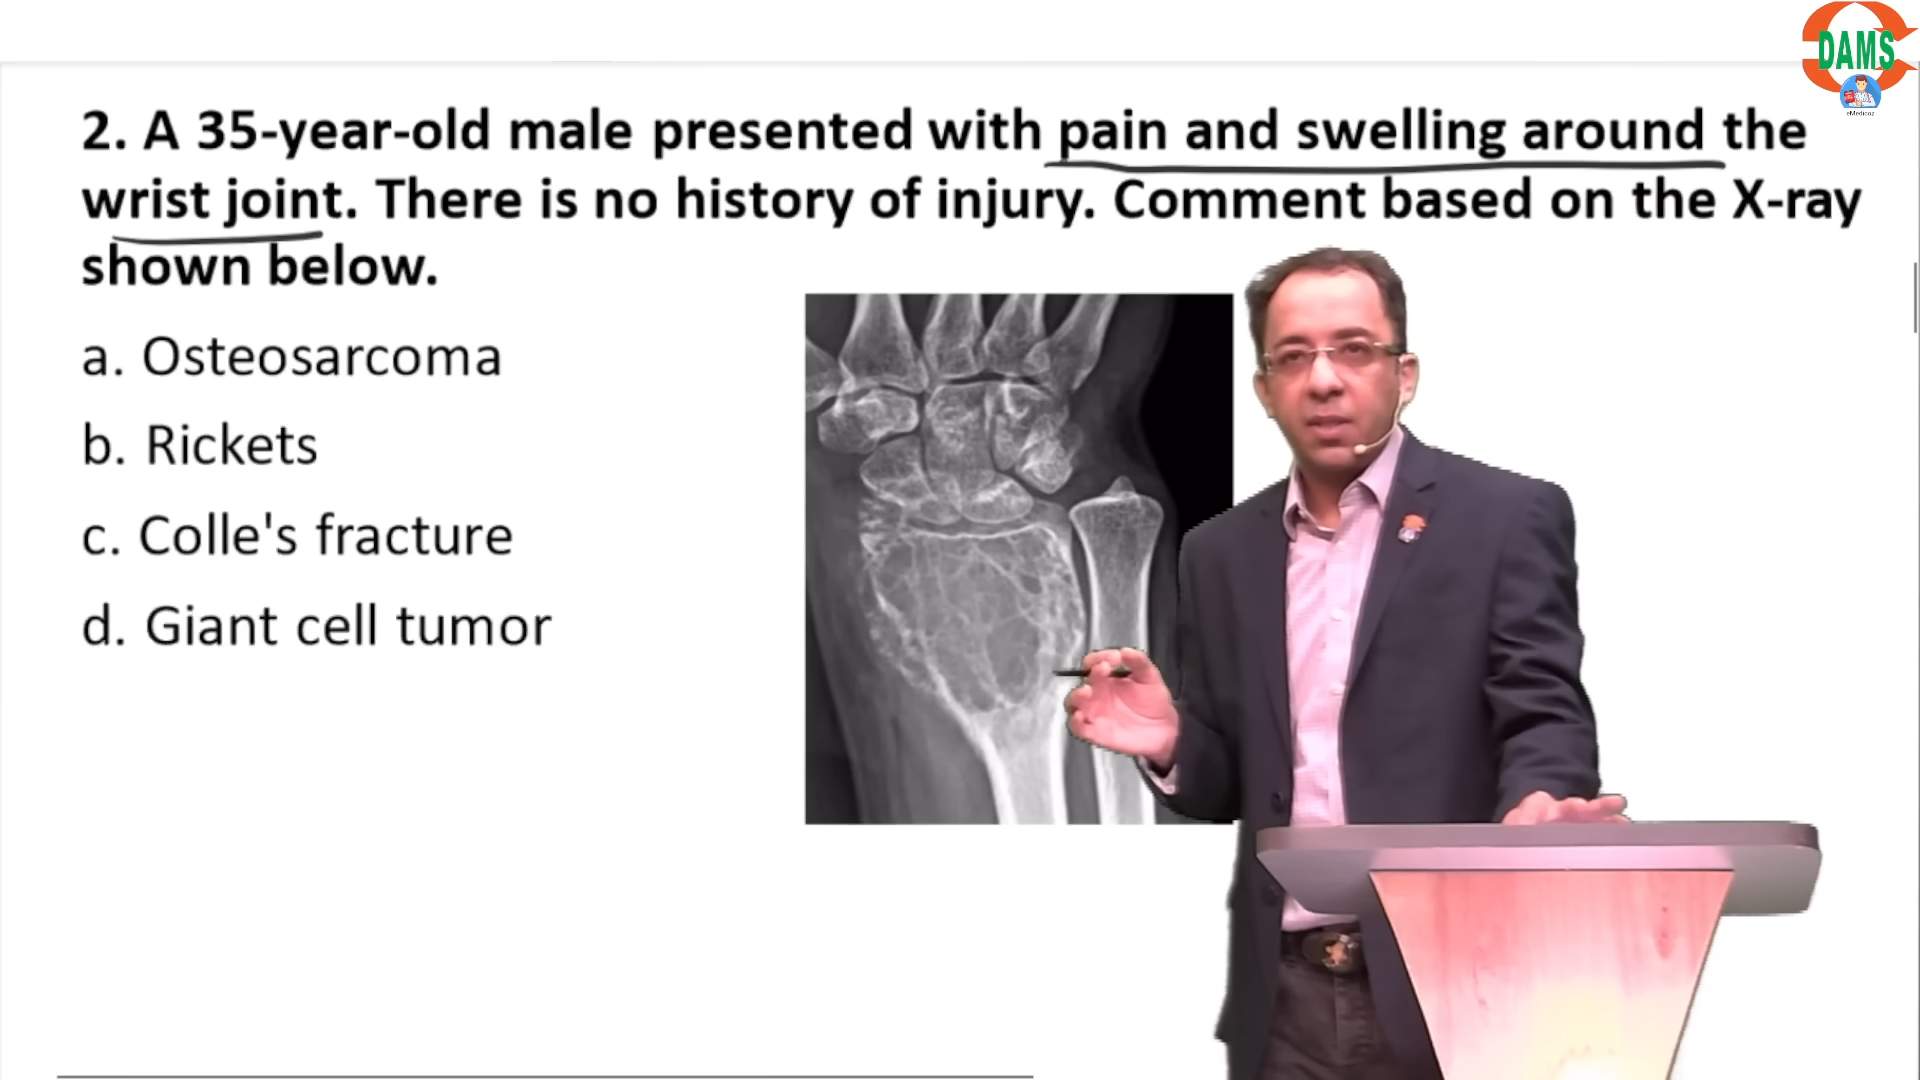 DAMS
eMedicoz
2. A 35-year-old male presented with pain and swelling around the
wrist joint. There is no history of injury. Comment based on the X-ray
shown below.
a. Osteosarcoma
b. Rickets
c. Colle's fracture
d. Giant cell tumor